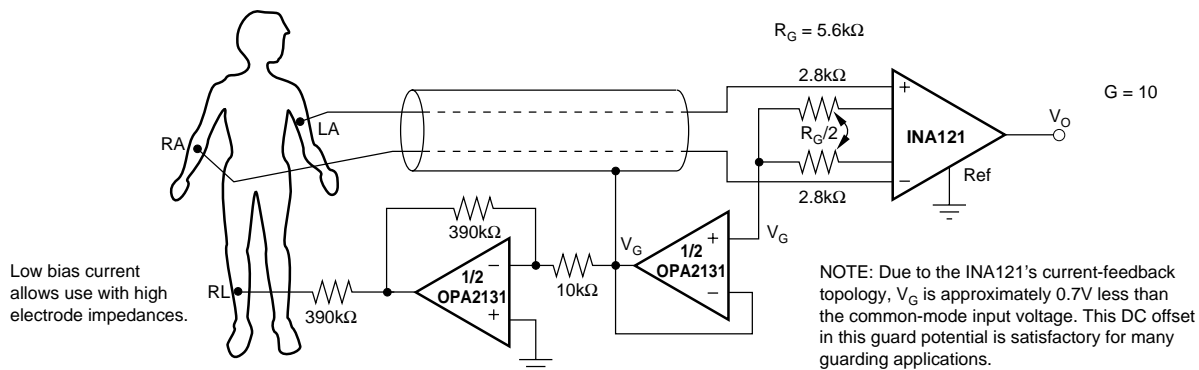 R_G = 5.6kΩ
2.8kΩ
G = 10
LA
RA
+
R_G/2
INA121
V_O
Ref
–
2.8kΩ
390kΩ
V_G
+
V_G
1/2
OPA2131
–
–
1/2
OPA2131
+
10kΩ
RL
390kΩ
Low bias current
allows use with high
electrode impedances.
NOTE: Due to the INA121's current-feedback
topology, V_G is approximately 0.7V less than
the common-mode input voltage. This DC offset
in this guard potential is satisfactory for many
guarding applications.